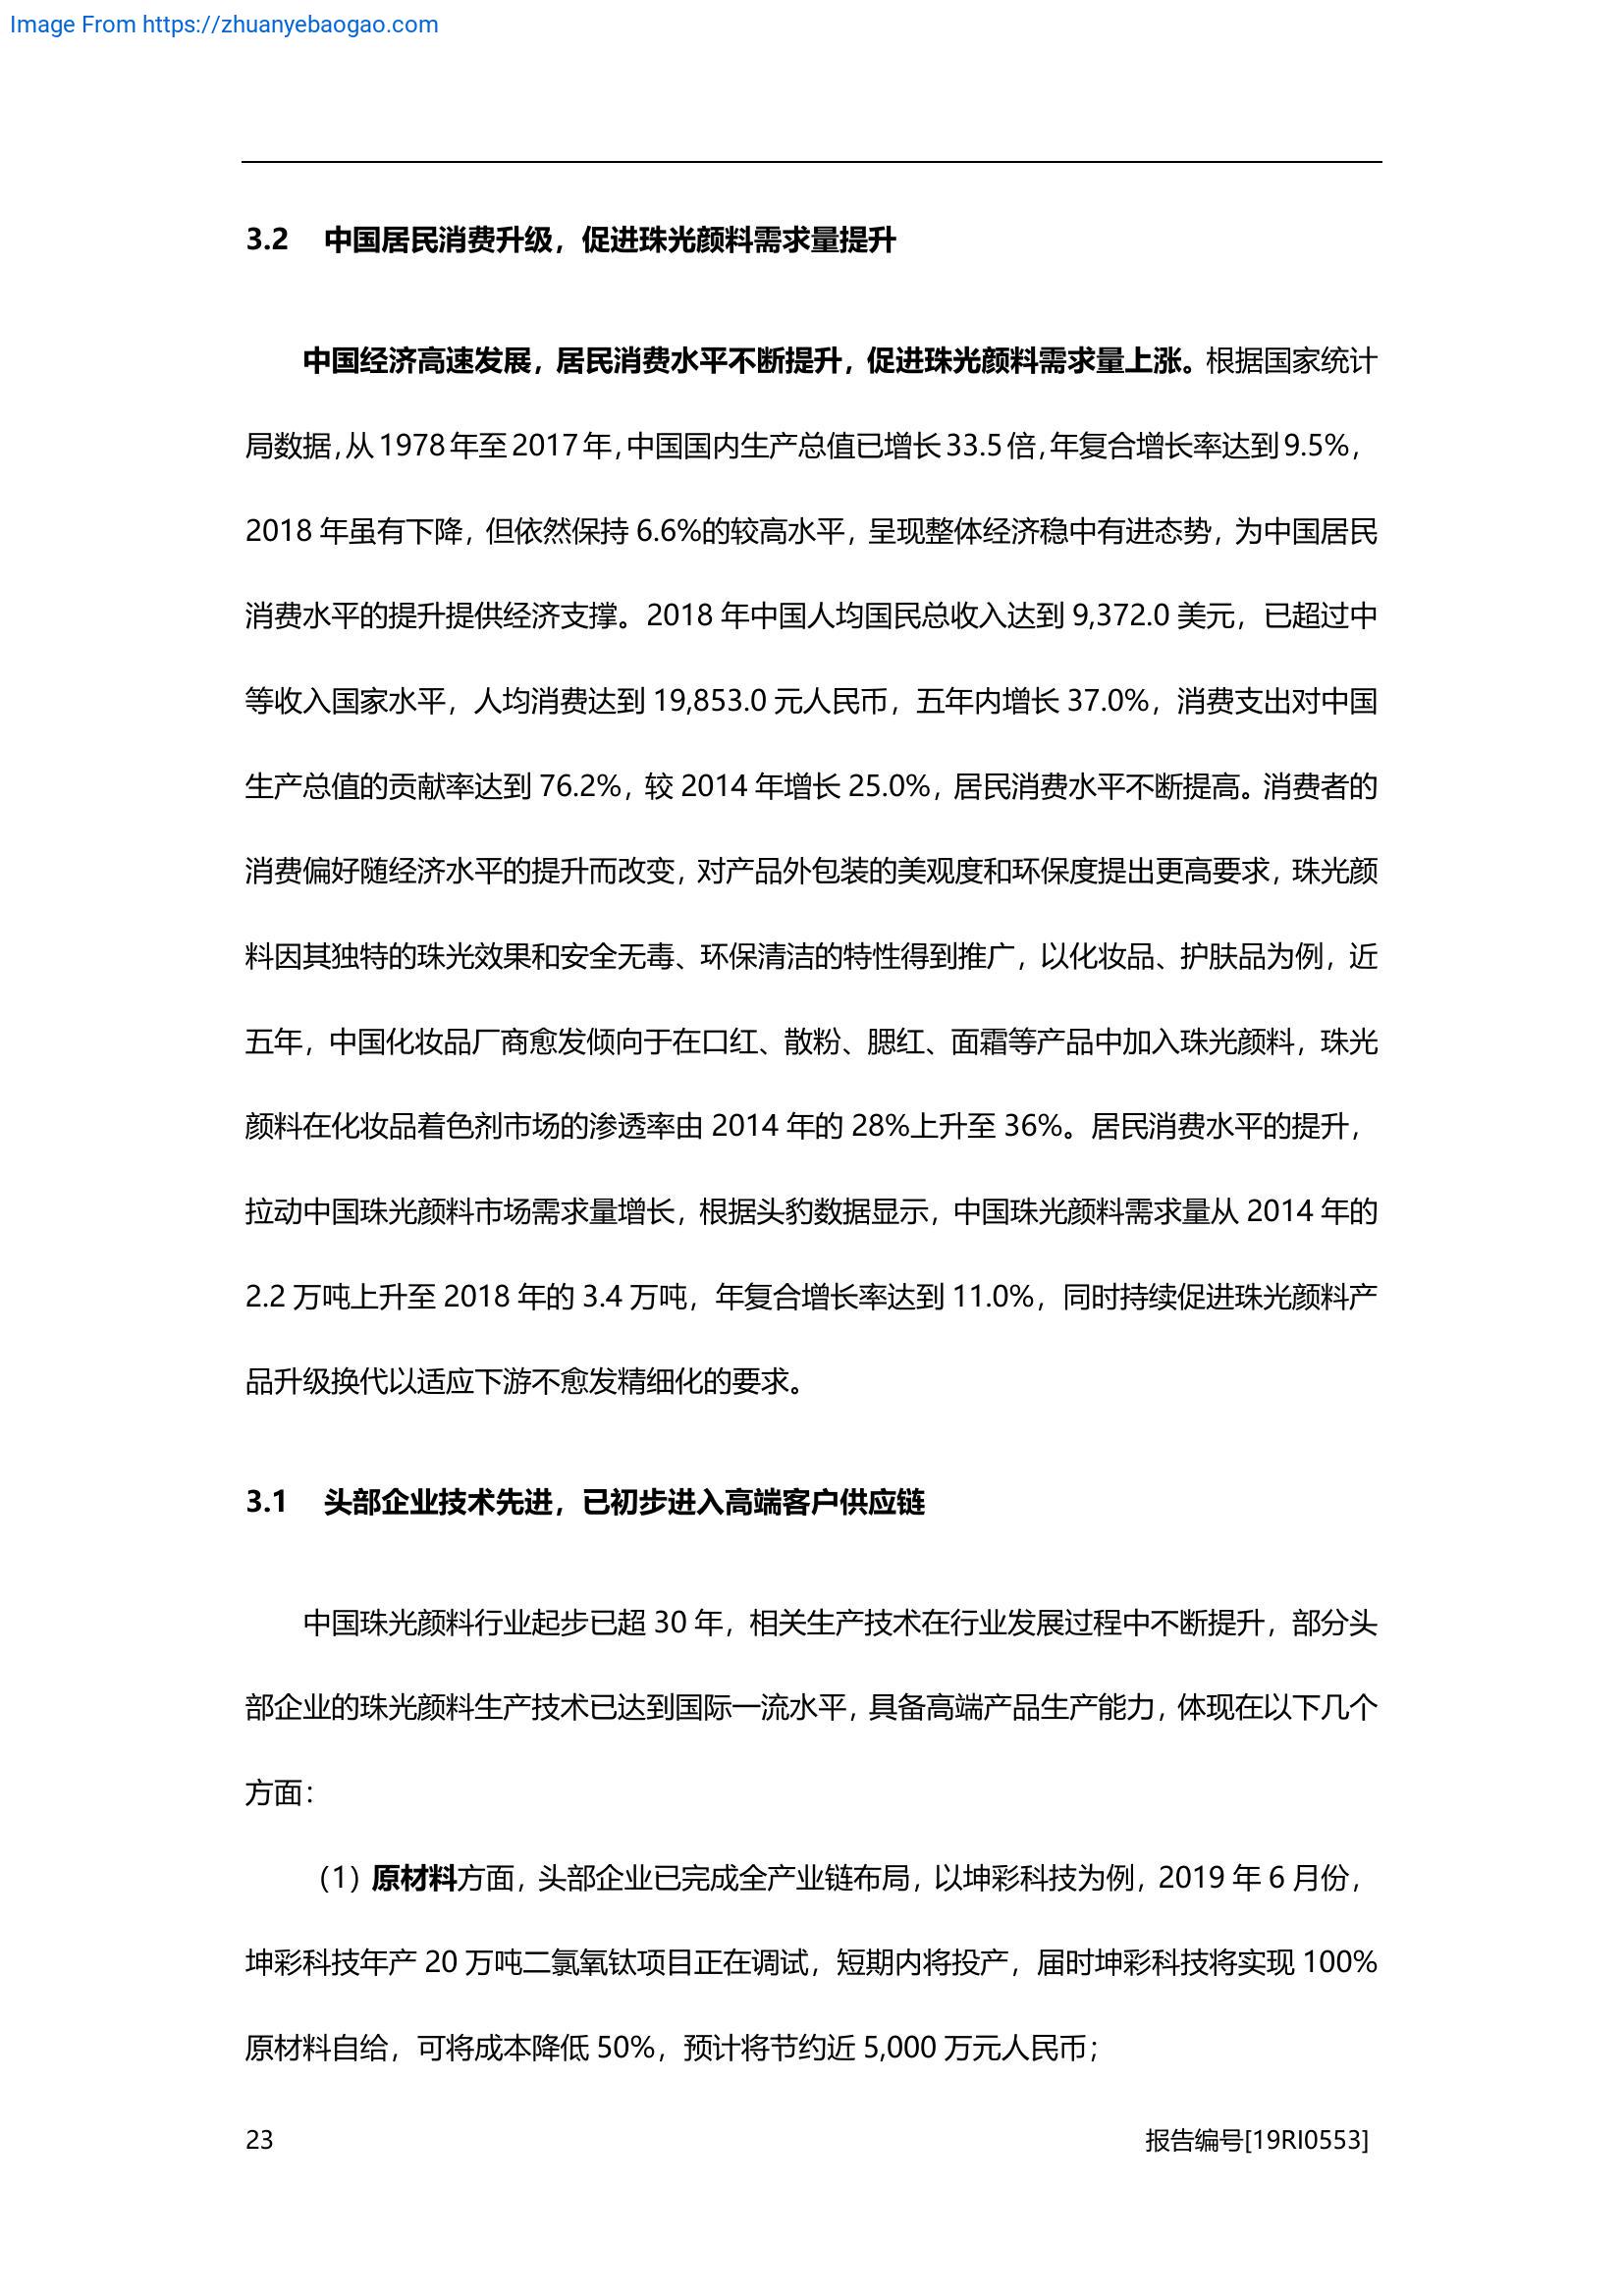 Image From https://zhuanyebaogao.com
3.2 中国居民消费升级，促进珠光颜料需求量提升
中国经济高速发展，居民消费水平不断提升，促进珠光颜料需求量上涨。根据国家统计
局数据，从 1978 年至 2017 年，中国国内生产总值已增长 33.5 倍，年复合增长率达到 9.5%，
2018 年虽有下降，但依然保持 6.6%的较高水平，呈现整体经济稳中有进态势，为中国居民
消费水平的提升提供经济支撑。2018 年中国人均国民总收入达到 9,372.0 美元，已超过中
等收入国家水平，人均消费达到 19,853.0 元人民币，五年内增长 37.0%，消费支出对中国
生产总值的贡献率达到 76.2%，较 2014 年增长 25.0%，居民消费水平不断提高。消费者的
消费偏好随经济水平的提升而改变，对产品外包装的美观度和环保度提出更高要求，珠光颜
料因其独特的珠光效果和安全无毒、环保清洁的特性得到推广，以化妆品、护肤品为例，近
五年，中国化妆品厂商愈发倾向于在口红、散粉、腮红、面霜等产品中加入珠光颜料，珠光
颜料在化妆品着色剂市场的渗透率由 2014 年的 28%上升至 36%。居民消费水平的提升，
拉动中国珠光颜料市场需求量增长，根据头豹数据显示，中国珠光颜料需求量从 2014 年的
2.2 万吨上升至 2018 年的 3.4 万吨，年复合增长率达到 11.0%，同时持续促进珠光颜料产
品升级换代以适应下游不愈发精细化的要求。
3.1 头部企业技术先进，已初步进入高端客户供应链
中国珠光颜料行业起步已超 30 年，相关生产技术在行业发展过程中不断提升，部分头
部企业的珠光颜料生产技术已达到国际一流水平，具备高端产品生产能力，体现在以下几个
方面：
（1）原材料方面，头部企业已完成全产业链布局，以坤彩科技为例，2019 年 6 月份，
坤彩科技年产 20 万吨二氯氧钛项目正在调试，短期内将投产，届时坤彩科技将实现 100%
原材料自给，可将成本降低 50%，预计将节约近 5,000 万元人民币；
23 报告编号[19RI0553]